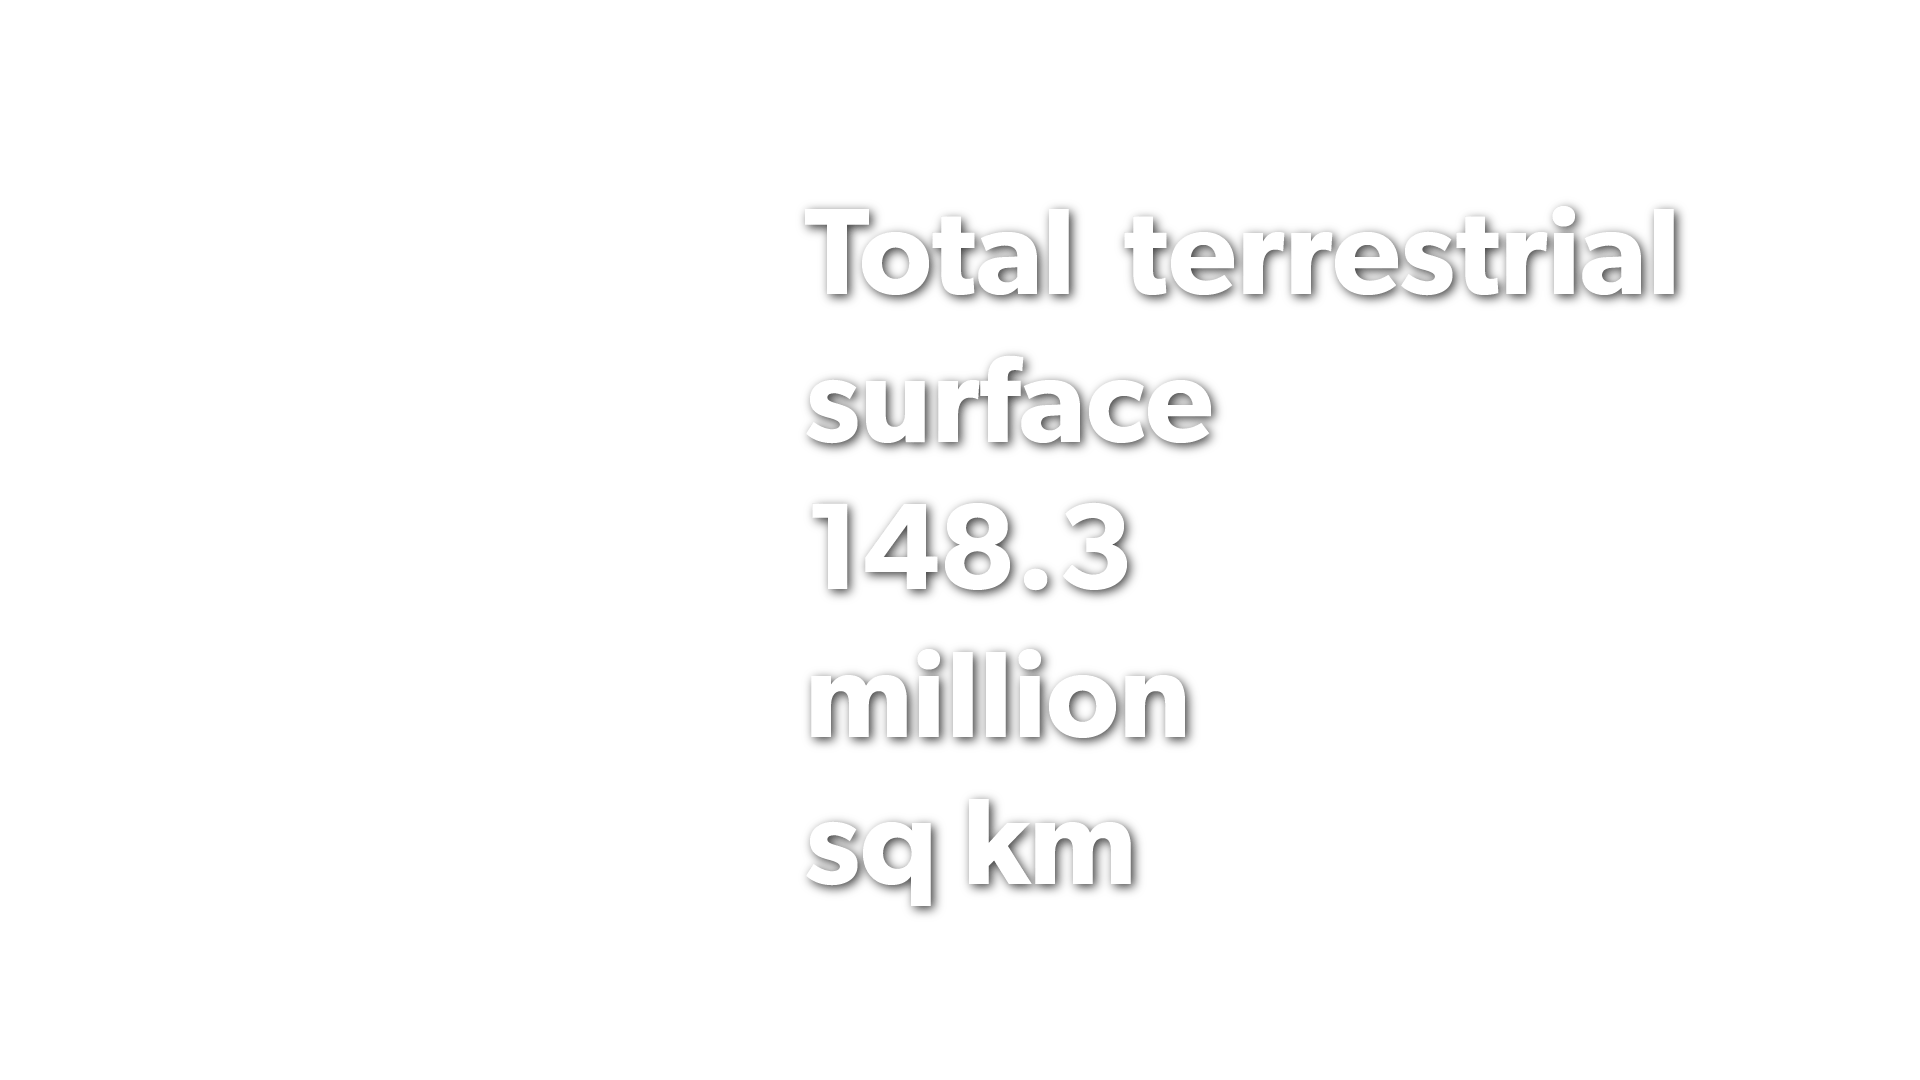 Total terrestrial
surface
148.3
million
sq km